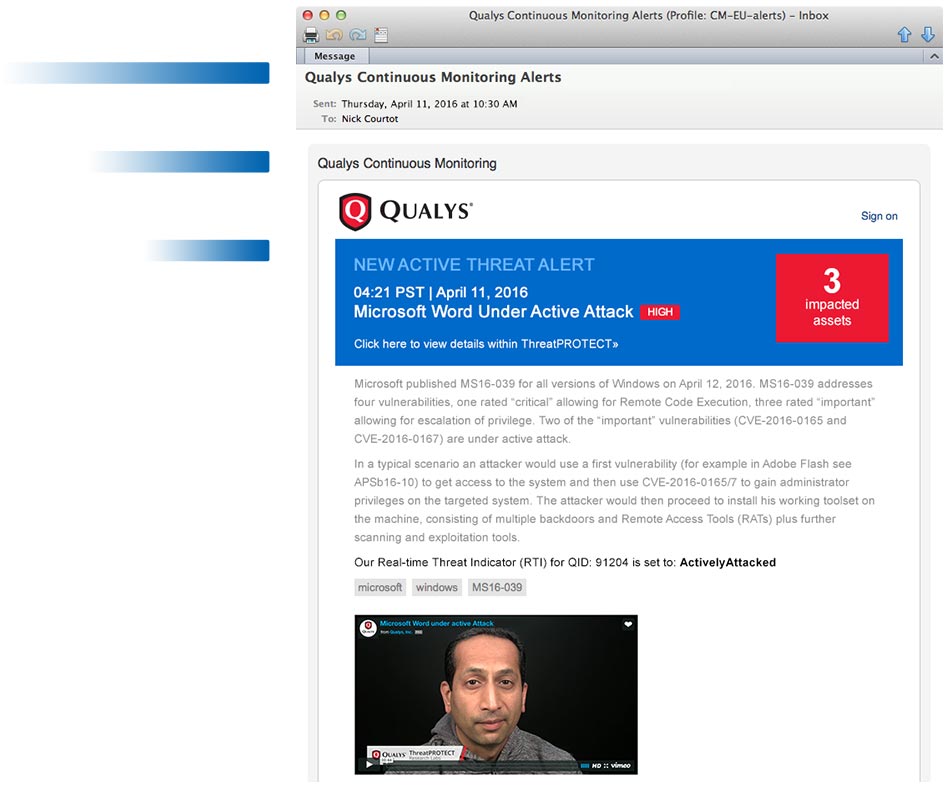 Qualys Continuous Monitoring Alerts (Profile: CM-EU-alerts) – Inbox
Message
Qualys Continuous Monitoring Alerts
Sent: Thursday, April 11, 2016 at 10:30 AM
To: Nick Courtot
Qualys Continuous Monitoring
QUALYS®
Sign on
NEW ACTIVE THREAT ALERT
04:21 PST | April 11, 2016
Microsoft Word Under Active Attack HIGH
Click here to view details within ThreatPROTECT»
3
impacted
assets
Microsoft published MS16-039 for all versions of Windows on April 12, 2016. MS16-039 addresses
four vulnerabilities, one rated “critical” allowing for Remote Code Execution, three rated “important”
allowing for escalation of privilege. Two of the “important” vulnerabilities (CVE-2016-0165 and
CVE-2016-0167) are under active attack.
In a typical scenario an attacker would use a first vulnerability (for example in Adobe Flash see
APSb16-10) to get access to the system and then use CVE-2016-0165/7 to gain administrator
privileges on the targeted system. The attacker would then proceed to install his working toolset on
the machine, consisting of multiple backdoors and Remote Access Tools (RATs) plus further
scanning and exploitation tools.
Our Real-time Threat Indicator (RTI) for QID: 91204 is set to: ActivelyAttacked
microsoft windows MS16-039
Microsoft Word under active Attack
from Qualys, Inc.
QUALYS ThreatPROTECT
Research Labs
HD vimeo